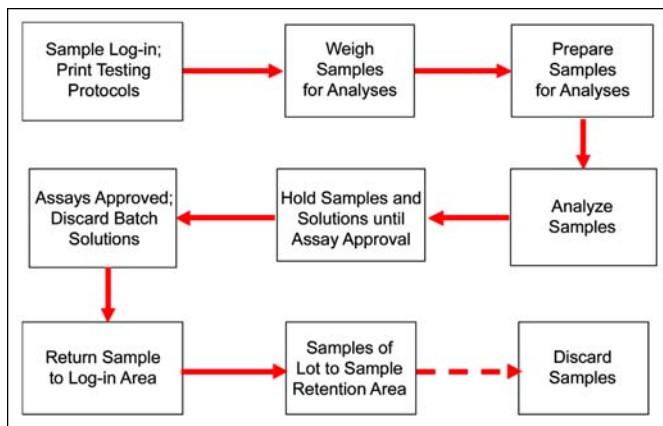 Sample Log-in;
Print Testing
Protocols
Weigh
Samples
for Analyses
Prepare
Samples
for Analyses
Assays Approved;
Discard Batch
Solutions
Hold Samples and
Solutions until
Assay Approval
Analyze
Samples
Return Sample
to Log-in Area
Samples of
Lot to Sample
Retention Area
Discard
Samples